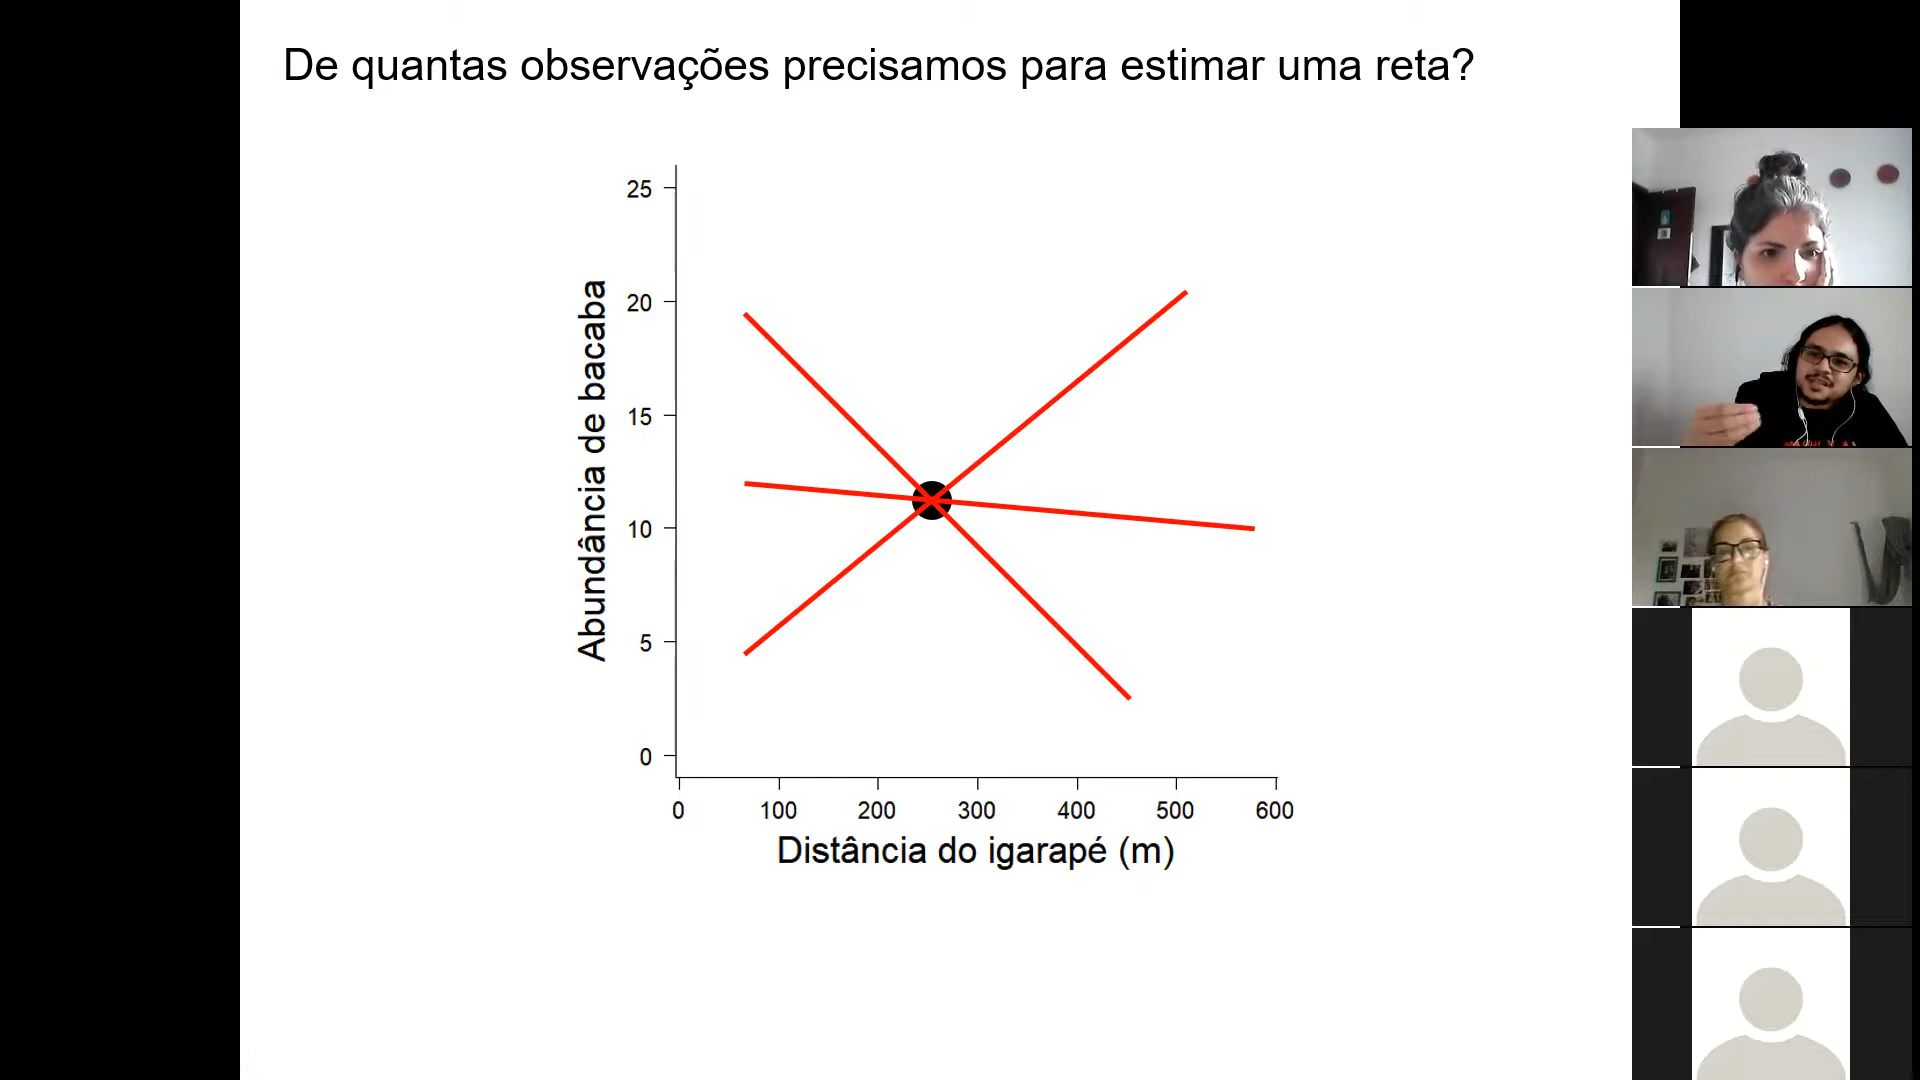 De quantas observações precisamos para estimar uma reta?
25
20
15
10
5
0
Abundância de bacaba
0 100 200 300 400 500 600
Distância do igarapé (m)